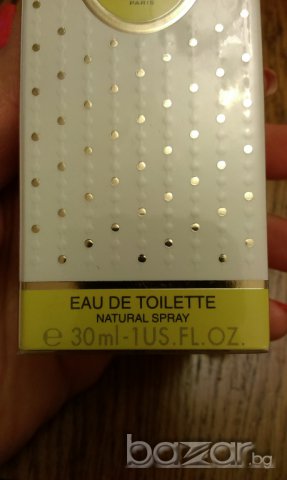 PARIS
EAU DE TOILETTE
NATURAL SPRAY
e 30ml-1US.FL.OZ.
bazar.bg